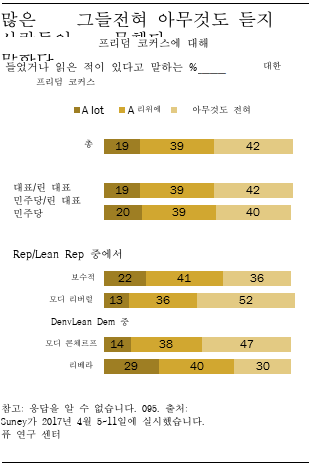 많은 그들전혀 아무것도 듣지
프리덤 코커스에 대해
들었거나 읽은 적이 있다고 말하는 %____ 대한
프리덤 코커스
A lot A 리위에 아무것도 전혀
총 19 39 42
대표/린 대표 19 39 42
민주당/린 대표
민주당 20 39 40
Rep/Lean Rep 중에서
보수적 22 41 36
모디 리버럴 13 36 52
DenvLean Dem 중
모디 콘체르프 14 38 47
리베라 29 40 30
참고: 응답을 알 수 없습니다. 095. 출처:
Suney가 2017년 4월 5-11일에 실시했습니다.
퓨 연구 센터